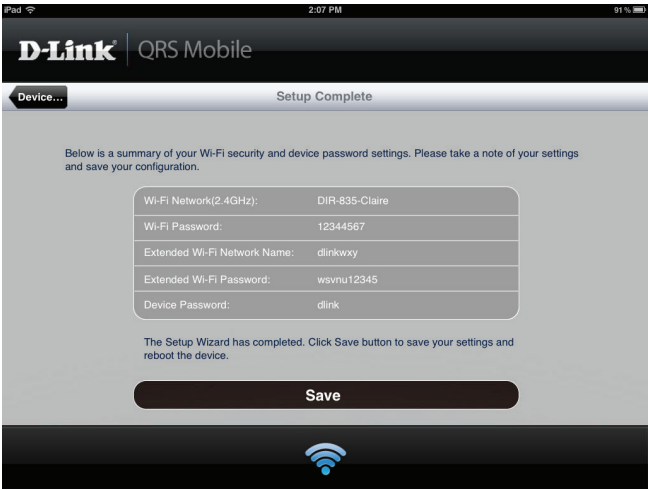 iPad 2:07 PM 91 %
D-Link QRS Mobile
Device... Setup Complete
Below is a summary of your Wi-Fi security and device password settings. Please take a note of your settings
and save your configuration.
Wi-Fi Network(2.4GHz): DIR-835-Claire
Wi-Fi Password: 12344567
Extended Wi-Fi Network Name: dlinkwxy
Extended Wi-Fi Password: wsvnu12345
Device Password: dlink
The Setup Wizard has completed. Click Save button to save your settings and
reboot the device.
Save